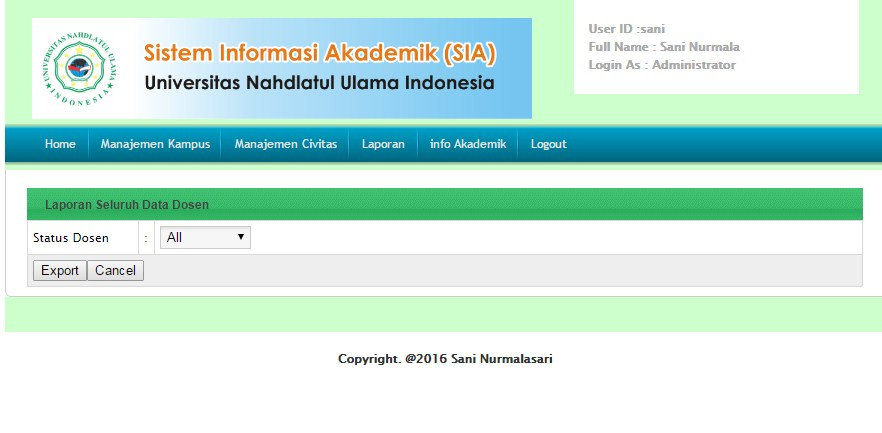 UNIVERSITAS NAHDLATUL ULAMA
INDONESIA
Sistem Informasi Akademik (SIA)
Universitas Nahdlatul Ulama Indonesia
User ID :sani
Full Name : Sani Nurmala
Login As : Administrator
Home Manajemen Kampus Manajemen Civitas Laporan info Akademik Logout
Laporan Seluruh Data Dosen
Status Dosen : All
Export Cancel
Copyright. @2016 Sani Nurmalasari